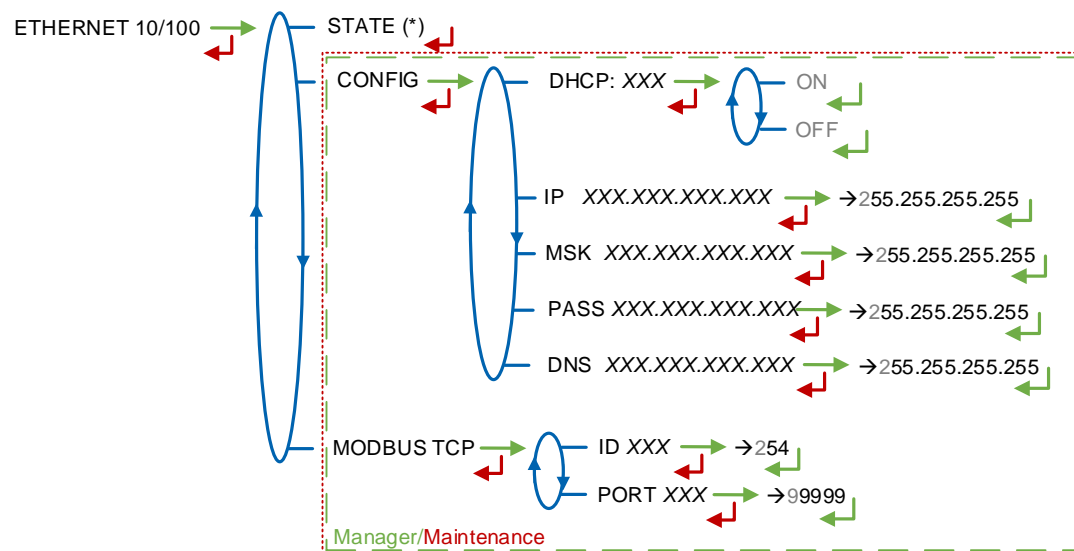 ETHERNET 10/100
STATE (*)
CONFIG
DHCP: XXX
ON
OFF
IP XXX.XXX.XXX.XXX →255.255.255.255
MSK XXX.XXX.XXX.XXX →255.255.255.255
PASS XXX.XXX.XXX.XXX →255.255.255.255
DNS XXX.XXX.XXX.XXX →255.255.255.255
MODBUS TCP
ID XXX →254
PORT XXX →99999
Manager/Maintenance